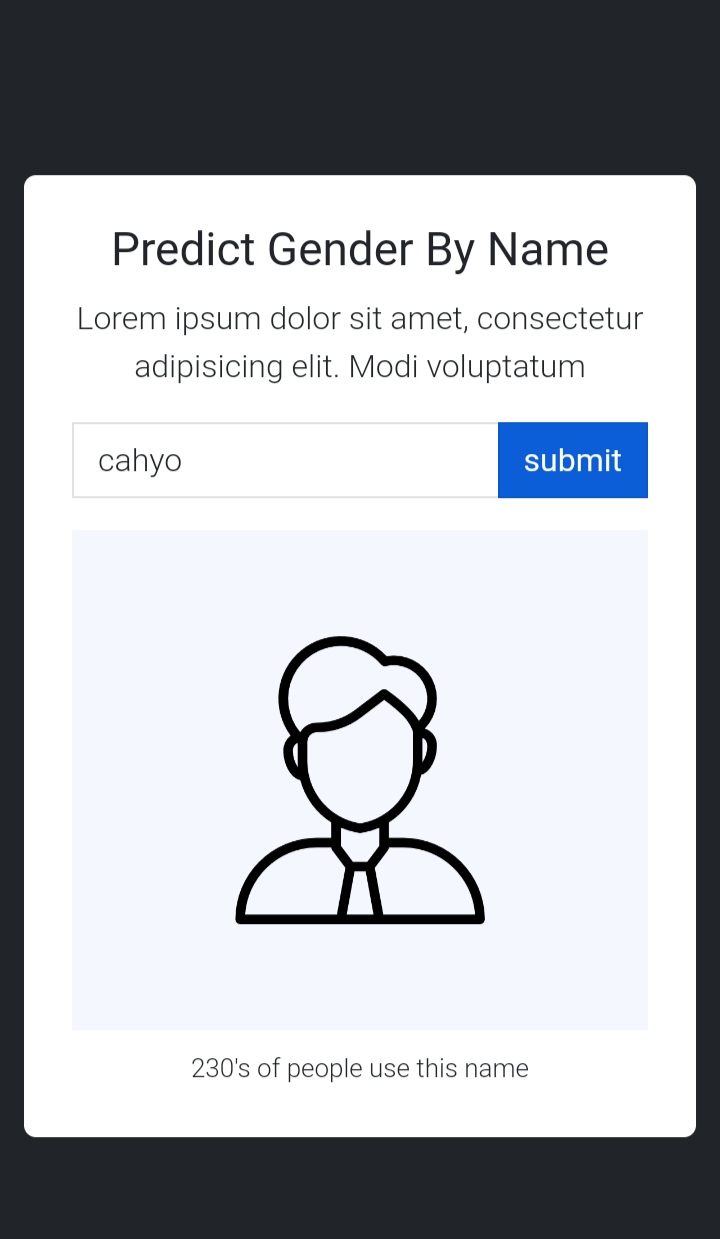 Predict Gender By Name
Lorem ipsum dolor sit amet, consectetur
adipisicing elit. Modi voluptatum
cahyo
submit
230's of people use this name